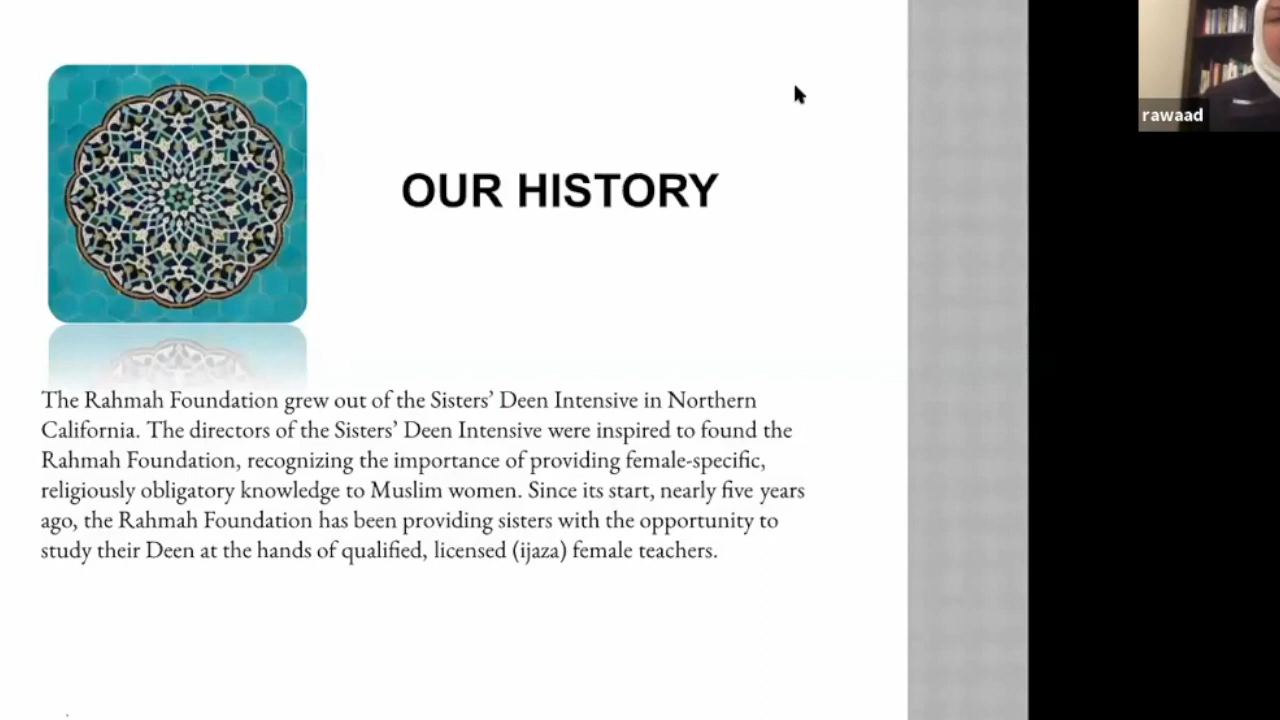 rawaad
OUR HISTORY
The Rahmah Foundation grew out of the Sisters’ Deen Intensive in Northern
California. The directors of the Sisters’ Deen Intensive were inspired to found the
Rahmah Foundation, recognizing the importance of providing female-specific,
religiously obligatory knowledge to Muslim women. Since its start, nearly five years
ago, the Rahmah Foundation has been providing sisters with the opportunity to
study their Deen at the hands of qualified, licensed (ijaza) female teachers.